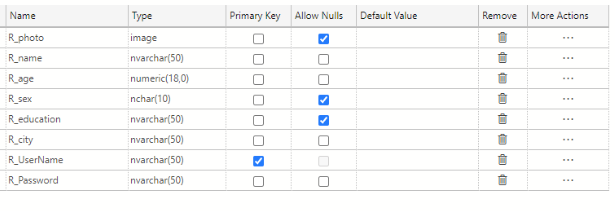 Name Type Primary Key Allow Nulls Default Value Remove More Actions
R_photo image ...
R_name nvarchar(50) ...
R_age numeric(18,0) ...
R_sex nchar(10) ...
R_education nvarchar(50) ...
R_city nvarchar(50) ...
R_UserName nvarchar(50) ...
R_Password nvarchar(50) ...